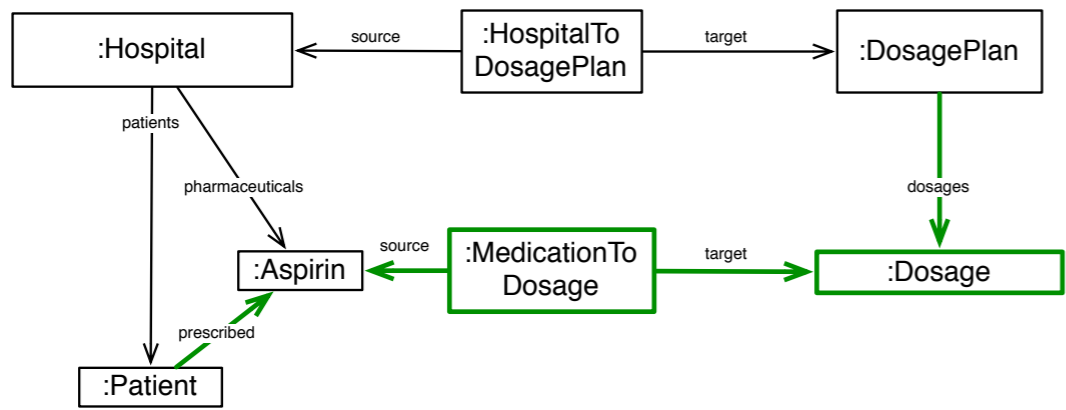 :Hospital
source
:HospitalTo
DosagePlan
target
:DosagePlan
patients
pharmaceuticals
dosages
:Aspirin
source
:MedicationTo
Dosage
target
:Dosage
prescribed
:Patient